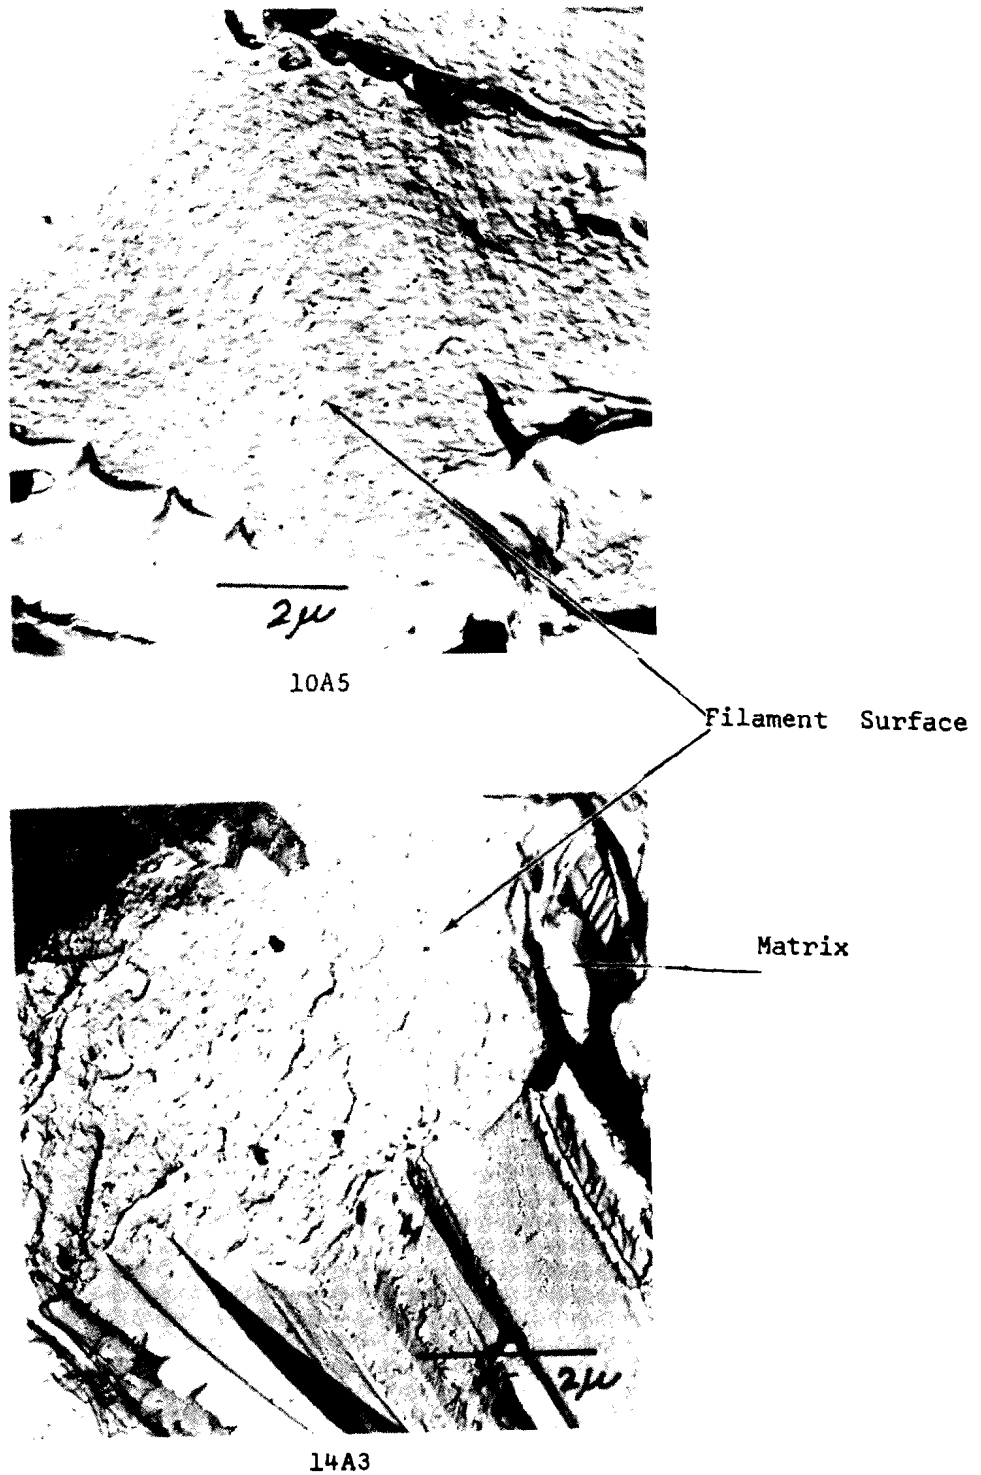 2μ
10A5
Filament Surface
Matrix
2μ
14A3